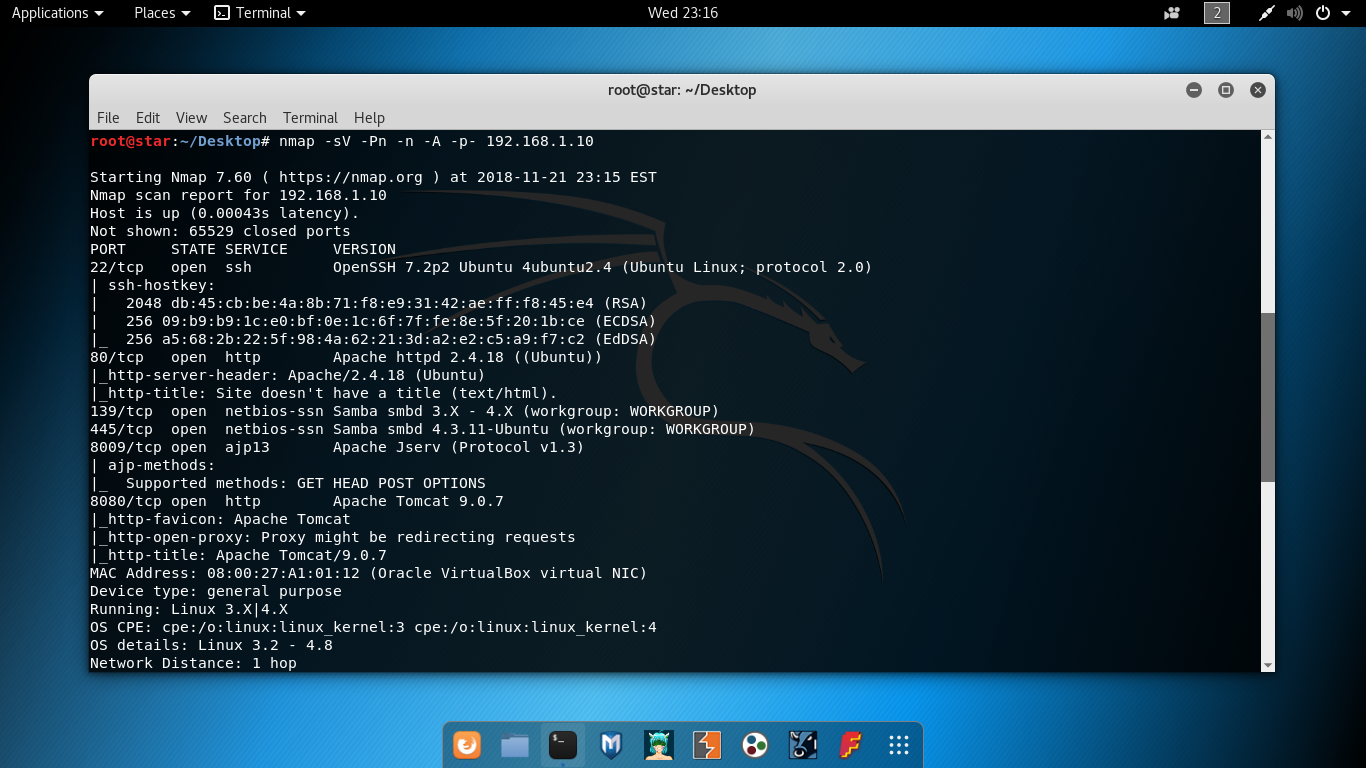 Applications Places Terminal Wed 23:16 2
root@star: ~/Desktop
File Edit View Search Terminal Help
root@star:~/Desktop# nmap -sV -Pn -n -A -p- 192.168.1.10
Starting Nmap 7.60 ( https://nmap.org ) at 2018-11-21 23:15 EST
Nmap scan report for 192.168.1.10
Host is up (0.00043s latency).
Not shown: 65529 closed ports
PORT     STATE SERVICE     VERSION
22/tcp   open  ssh         OpenSSH 7.2p2 Ubuntu 4ubuntu2.4 (Ubuntu Linux; protocol 2.0)
| ssh-hostkey:
|   2048 db:45:cb:be:4a:8b:71:f8:e9:31:42:ae:ff:f8:45:e4 (RSA)
|   256 09:b9:b9:1c:e0:bf:0e:1c:6f:7f:fe:8e:5f:20:1b:ce (ECDSA)
|_  256 a5:68:2b:22:5f:98:4a:62:21:3d:a2:e2:c5:a9:f7:c2 (EdDSA)
80/tcp   open  http        Apache httpd 2.4.18 ((Ubuntu))
|_http-server-header: Apache/2.4.18 (Ubuntu)
|_http-title: Site doesn't have a title (text/html).
139/tcp  open  netbios-ssn Samba smbd 3.X - 4.X (workgroup: WORKGROUP)
445/tcp  open  netbios-ssn Samba smbd 4.3.11-Ubuntu (workgroup: WORKGROUP)
8009/tcp open  ajp13       Apache Jserv (Protocol v1.3)
| ajp-methods:
|_  Supported methods: GET HEAD POST OPTIONS
8080/tcp open  http        Apache Tomcat 9.0.7
|_http-favicon: Apache Tomcat
|_http-open-proxy: Proxy might be redirecting requests
|_http-title: Apache Tomcat/9.0.7
MAC Address: 08:00:27:A1:01:12 (Oracle VirtualBox virtual NIC)
Device type: general purpose
Running: Linux 3.X|4.X
OS CPE: cpe:/o:linux:linux_kernel:3 cpe:/o:linux:linux_kernel:4
OS details: Linux 3.2 - 4.8
Network Distance: 1 hop